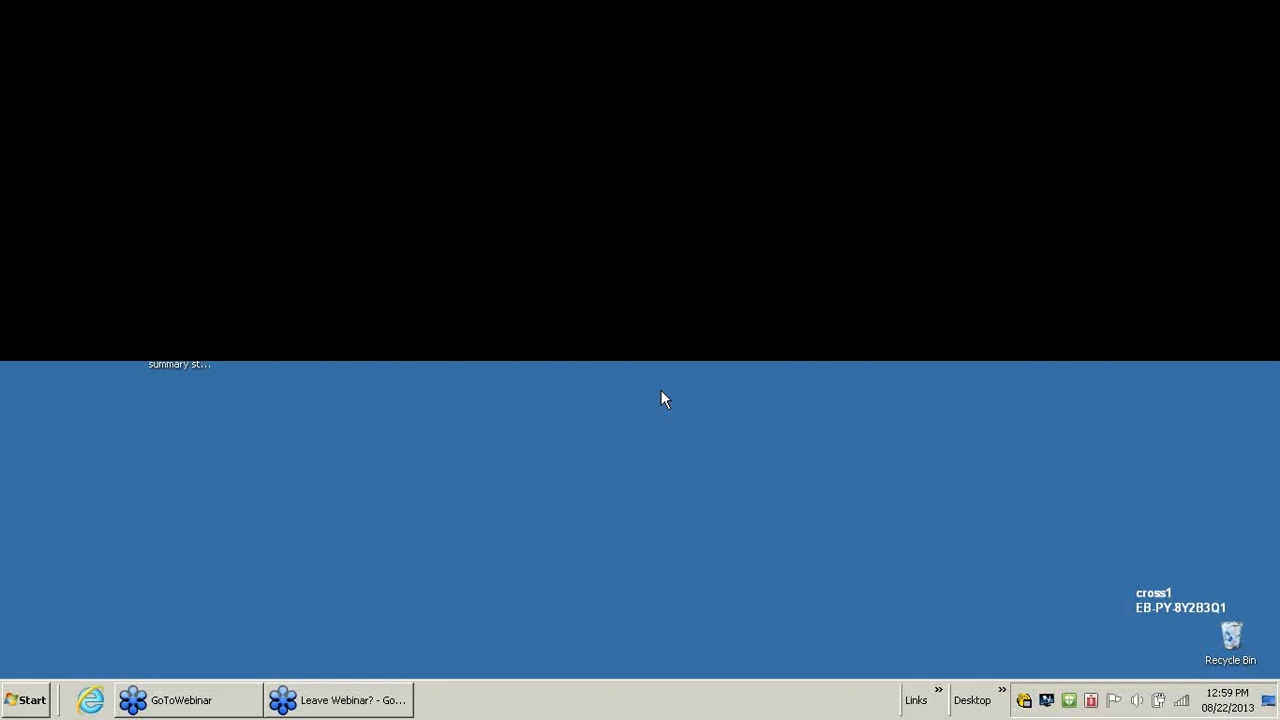 summary st...
cross1
EB-PY-8Y2B3Q1
Recycle Bin
Start
GoToWebinar
Leave Webinar? - Go...
Links
»
Desktop
»
12:59 PM
08/22/2013